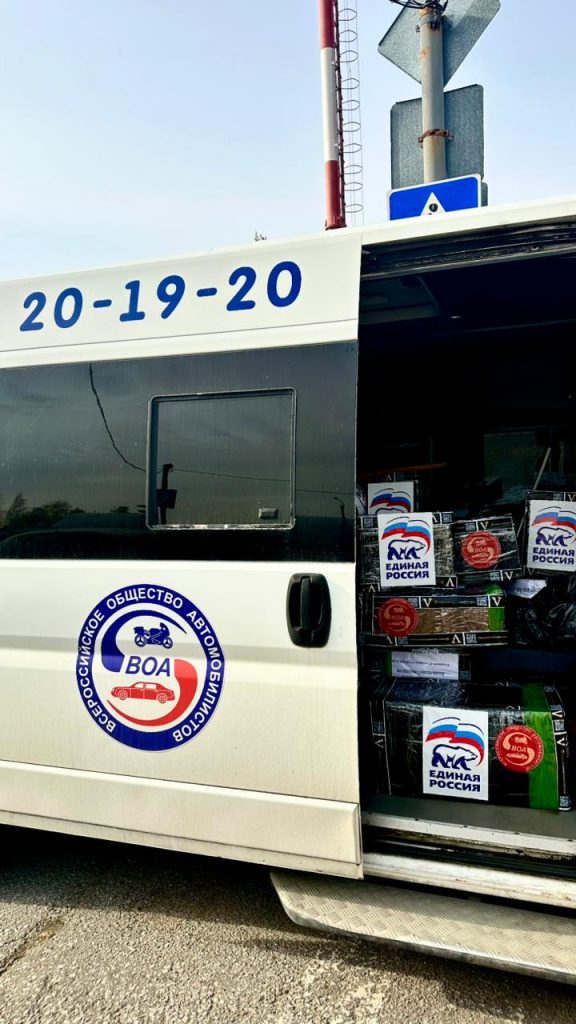 20-19-20
ВСЕРОССИЙСКОЕ ОБЩЕСТВО АВТОМОБИЛИСТОВ
ВОА
ЕДИНАЯ
РОССИЯ
ЕДИНАЯ
РОССИЯ
ВОА
ВОА
ЕДИНАЯ
РОССИЯ
ВОА